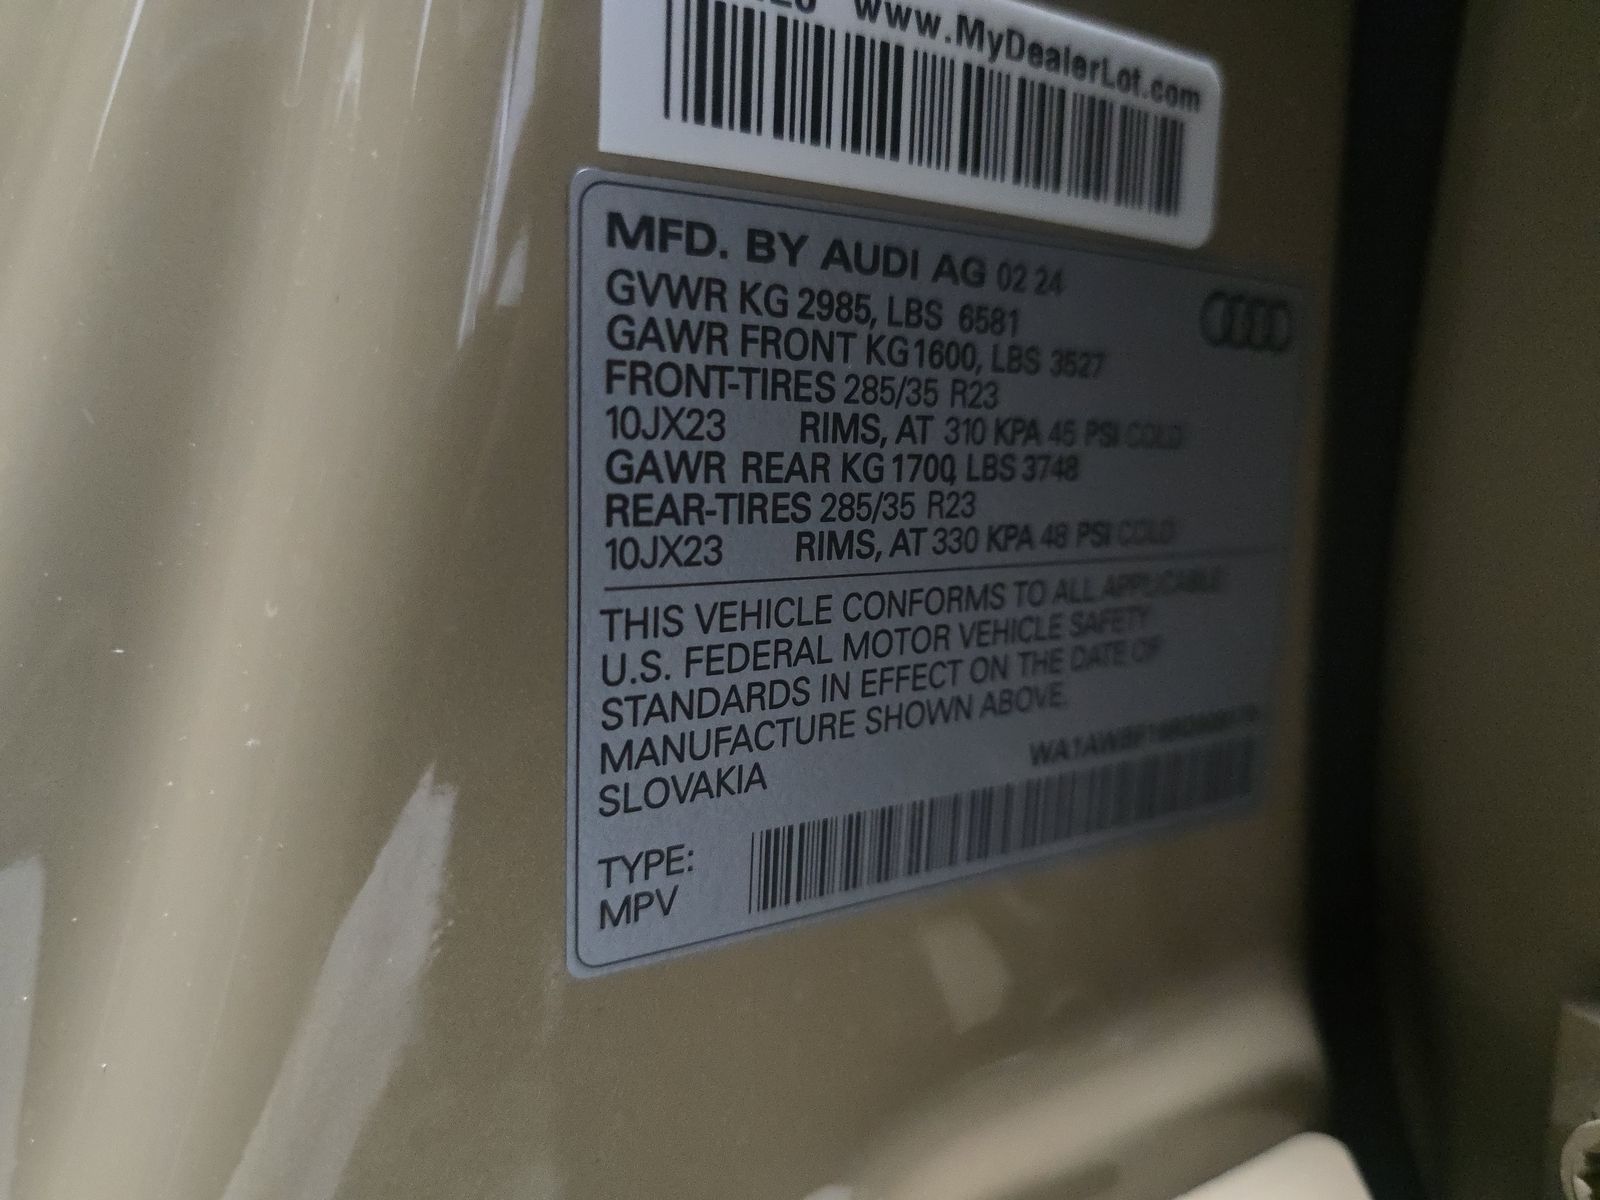 www.MyDealerLot.com
MFD. BY AUDI AG 02 24
GVWR KG 2985, LBS 6581
GAWR FRONT KG 1600, LBS 3527
FRONT-TIRES 285/35 R23
10JX23 RIMS, AT 310 KPA 45 PSI COLD
GAWR REAR KG 1700, LBS 3748
REAR-TIRES 285/35 R23
10JX23 RIMS, AT 330 KPA 48 PSI COLD
THIS VEHICLE CONFORMS TO ALL APPLICABLE
U.S. FEDERAL MOTOR VEHICLE SAFETY
STANDARDS IN EFFECT ON THE DATE OF
MANUFACTURE SHOWN ABOVE.
SLOVAKIA
TYPE:
MPV